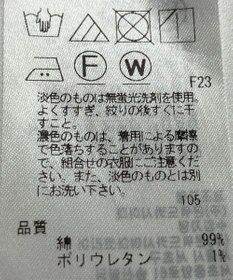 F
W
F23
淡色のものは無蛍光洗剤を使用。
よくすすぎ、絞りの後すぐに干
すこと。
濃色のものは、着用による摩擦
で色落ちすることがありますの
で、組合せの衣服にご注意くださ
い。また、淡色のものとは別
にお洗い下さい。
105
品質
綿 99%
ポリウレタン 1%